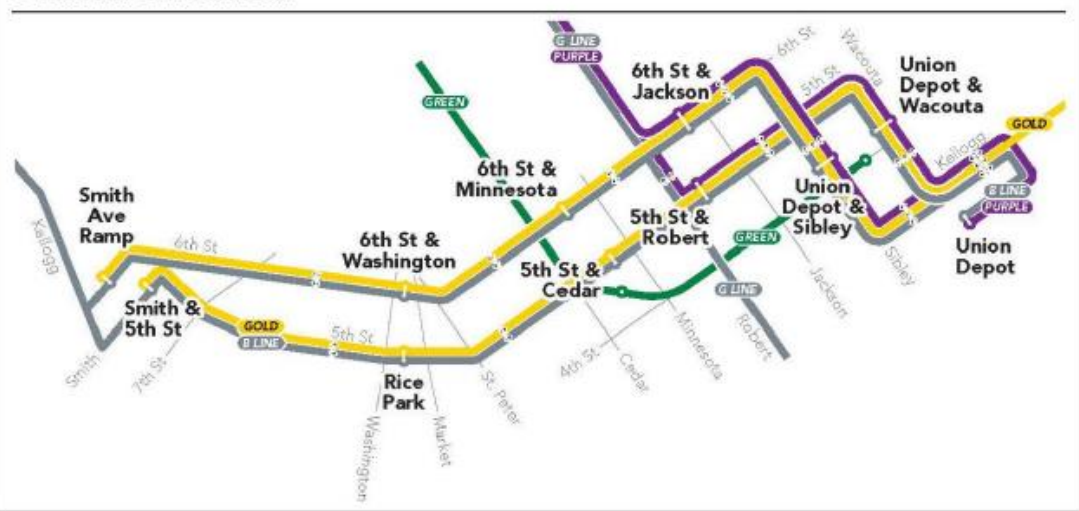 G LINE
PURPLE
6th St
Wacouta
6th St &
Jackson
5th St
Union
Depot &
Wacouta
GREEN
GOLD
Kellogg
6th St &
Minnesota
Smith
Ave
Ramp
Union
Depot &
Sibley
B LINE
PURPLE
Kellogg
6th St
6th St &
Washington
5th St &
Robert
GREEN
Sibley
Union
Depot
5th St &
Cedar
Jackson
G LINE
Smith &
5th St
GOLD
B LINE
5th St
Robert
Minnesota
4th St
Cedar
Smith
7th St
Rice
Park
St. Peter
Market
Washington